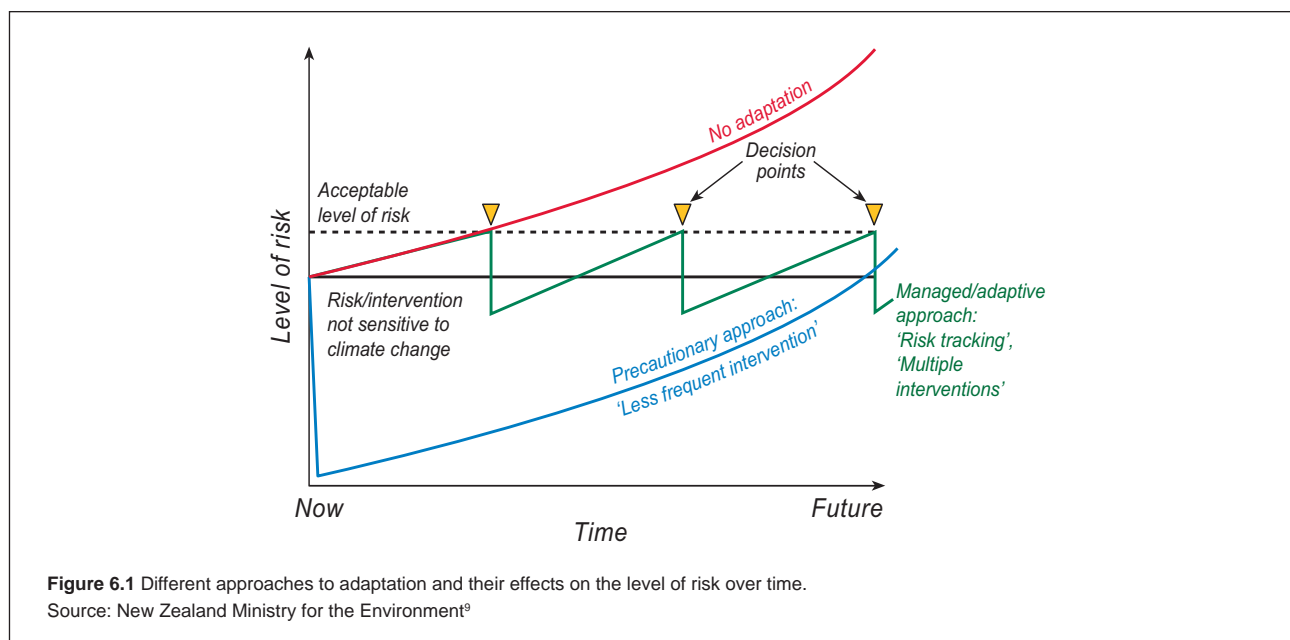 No adaptation
Decision
points
Acceptable
level of risk
Level of risk
Risk/intervention
not sensitive to
climate change
Precautionary approach:
‘Less frequent intervention’
Managed/adaptive
approach:
‘Risk tracking’,
‘Multiple
interventions’
Now
Future
Time
Figure 6.1 Different approaches to adaptation and their effects on the level of risk over time.
Source: New Zealand Ministry for the Environment⁹